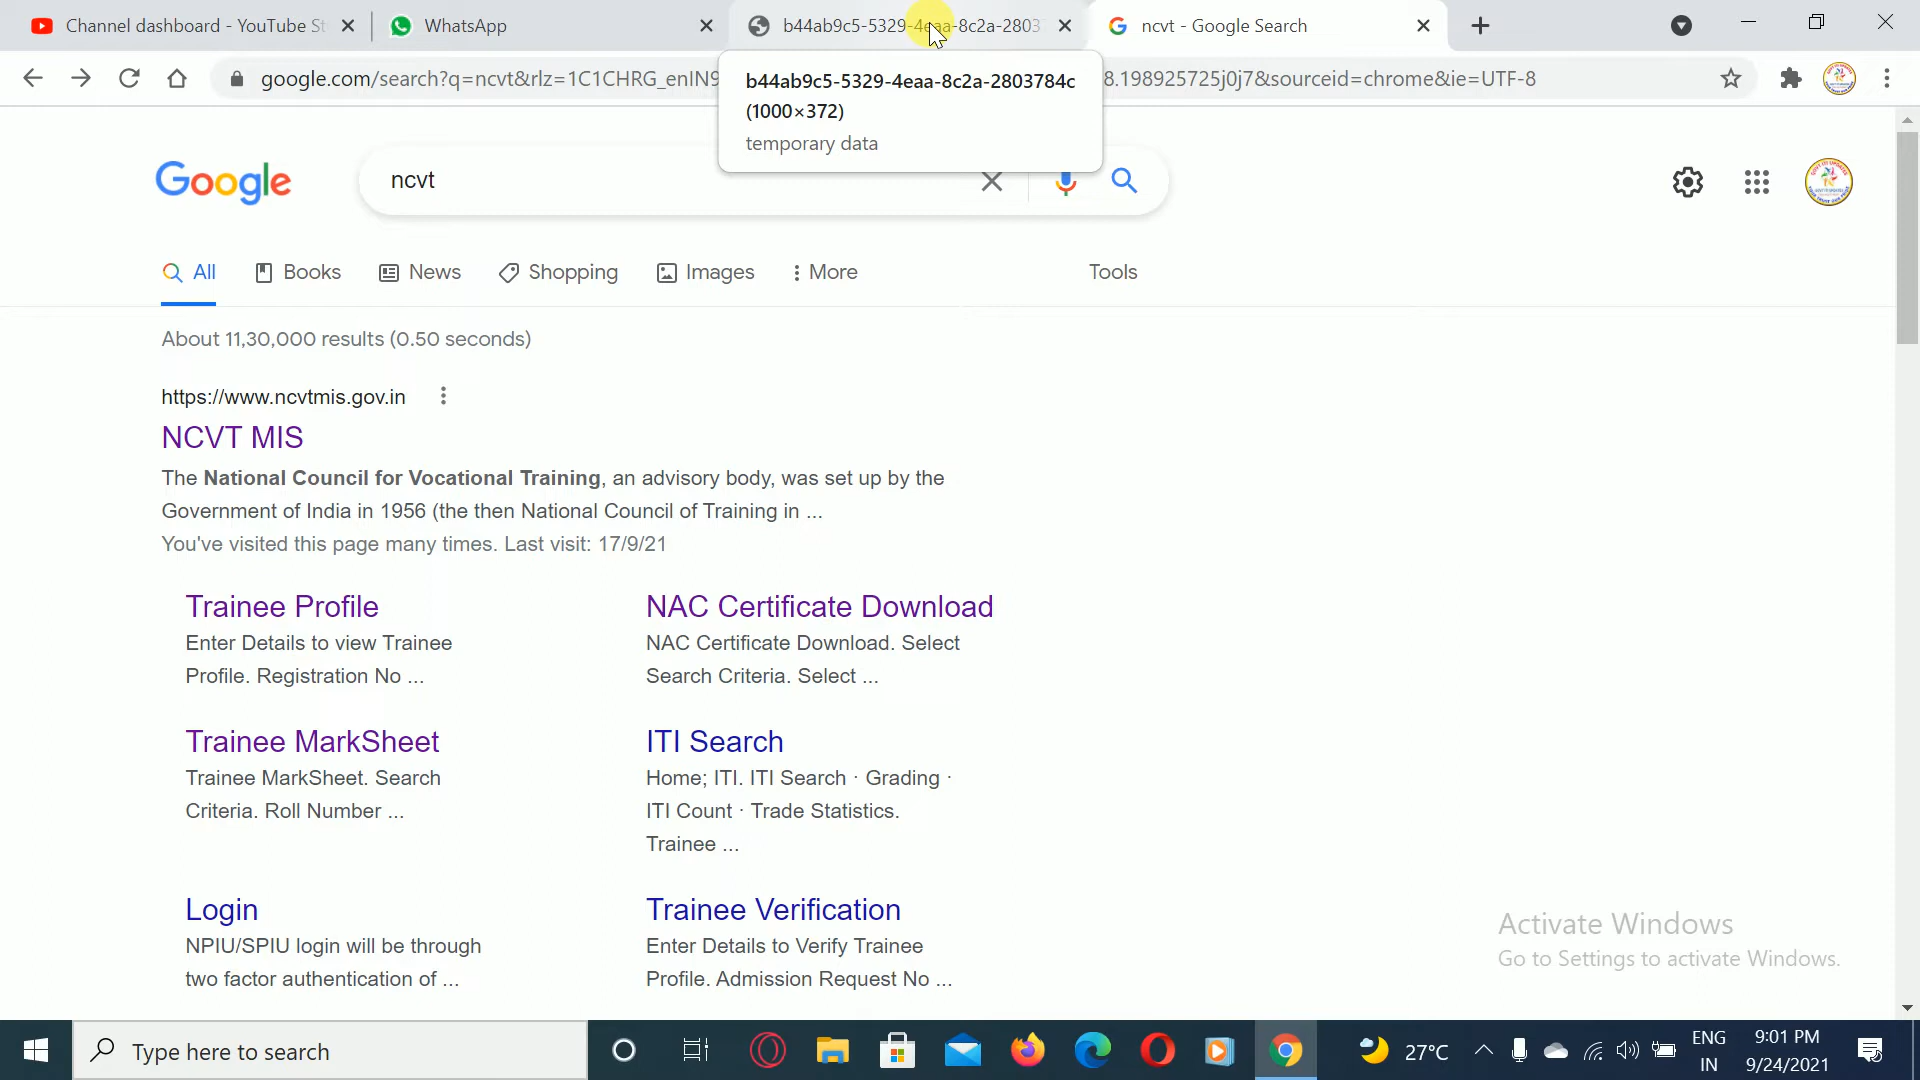 Channel dashboard - YouTube St
WhatsApp
b44ab9c5-5329-4eaa-8c2a-2803
ncvt - Google Search
google.com/search?q=ncvt&rlz=1C1CHRG_enIN9
8.198925725j0j7&sourceid=chrome&ie=UTF-8
b44ab9c5-5329-4eaa-8c2a-2803784c
(1000×372)
temporary data
Google
ncvt
All
Books
News
Shopping
Images
More
Tools
About 11,30,000 results (0.50 seconds)
https://www.ncvtmis.gov.in
NCVT MIS
The National Council for Vocational Training, an advisory body, was set up by the
Government of India in 1956 (the then National Council of Training in ...
You've visited this page many times. Last visit: 17/9/21
Trainee Profile
Enter Details to view Trainee
Profile. Registration No ...
NAC Certificate Download
NAC Certificate Download. Select
Search Criteria. Select ...
Trainee MarkSheet
Trainee MarkSheet. Search
Criteria. Roll Number ...
ITI Search
Home; ITI. ITI Search · Grading ·
ITI Count · Trade Statistics.
Trainee ...
Login
NPIU/SPIU login will be through
two factor authentication of ...
Trainee Verification
Enter Details to Verify Trainee
Profile. Admission Request No ...
Activate Windows
Go to Settings to activate Windows.
Type here to search
27°C
ENG
IN
9:01 PM
9/24/2021